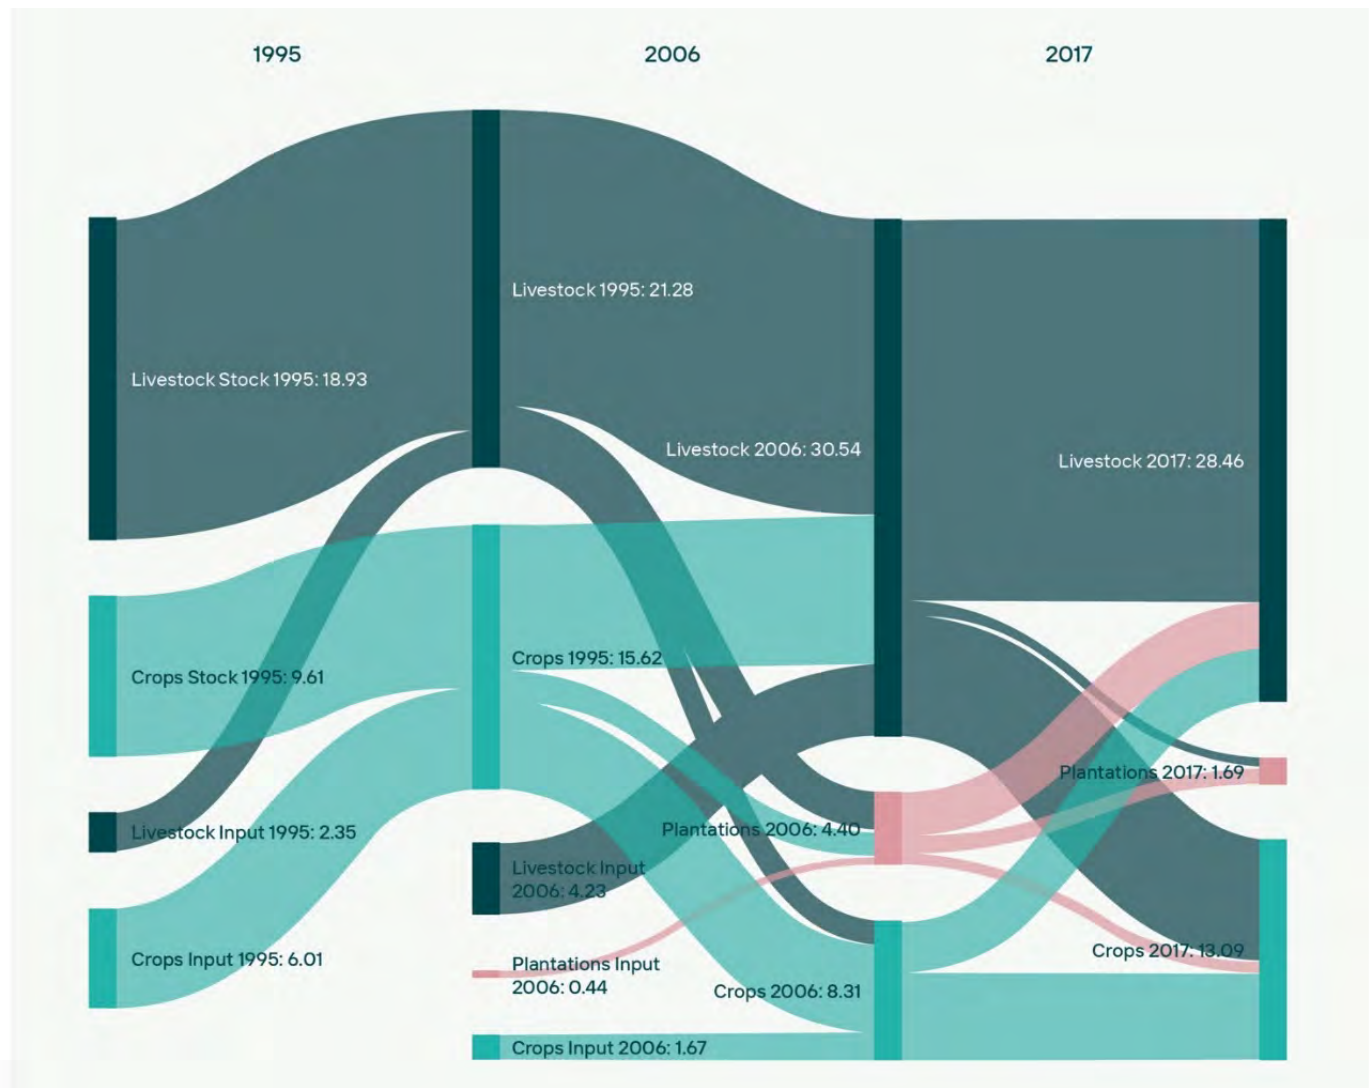 1995
2006
2017
Livestock 1995: 21.28
Livestock Stock 1995: 18.93
Livestock 2006: 30.54
Livestock 2017: 28.46
Crops 1995: 15.62
Crops Stock 1995: 9.61
Plantations 2017: 1.69
Livestock Input 1995: 2.35
Plantations 2006: 4.40
Livestock Input
2006: 4.23
Crops 2017: 13.09
Crops Input 1995: 6.01
Plantations Input
2006: 0.44
Crops 2006: 8.31
Crops Input 2006: 1.67